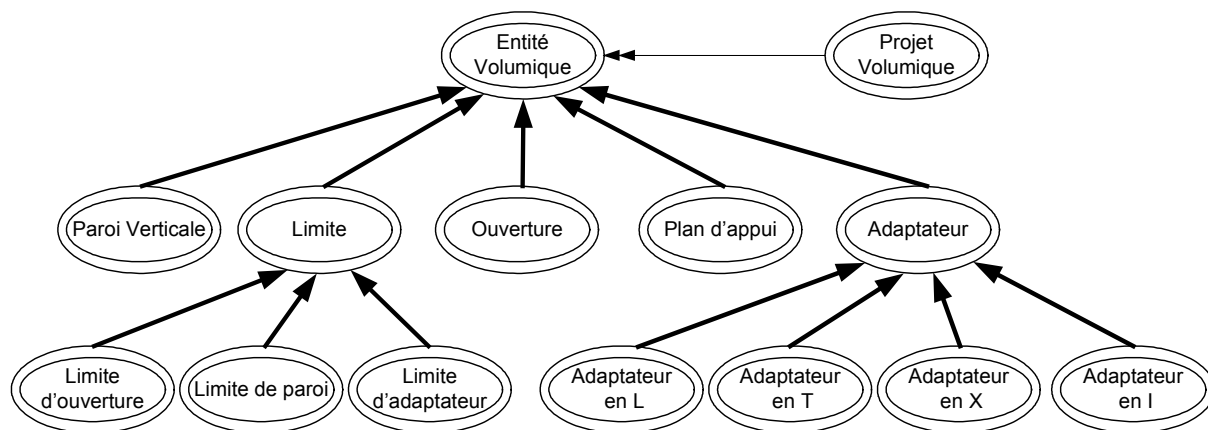 Entité
Volumique
Projet
Volumique
Paroi Verticale
Limite
Ouverture
Plan d'appui
Adaptateur
Limite
d'ouverture
Limite de paroi
Limite
d'adaptateur
Adaptateur
en L
Adaptateur
en T
Adaptateur
en X
Adaptateur
en I